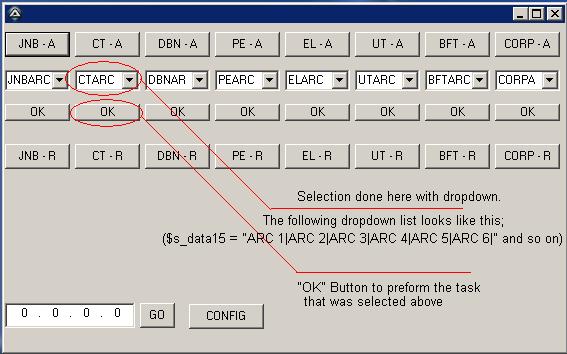 JNB - A CT - A DBN - A PE - A EL - A UT - A BFT - A CORP - A
JNBARC CTARC DBNAR PEARC ELARC UTARC BFTARC CORPA
OK OK OK OK OK OK OK OK
JNB - R CT - R DBN - R PE - R EL - R UT - R BFT - R CORP - R
Selection done here with dropdown.
The following dropdown list looks like this;
($s_data15 = "ARC 1|ARC 2|ARC 3|ARC 4|ARC 5|ARC 6|" and so on)
"OK" Button to preform the task
that was selected above
0 . 0 . 0 . 0 GO CONFIG